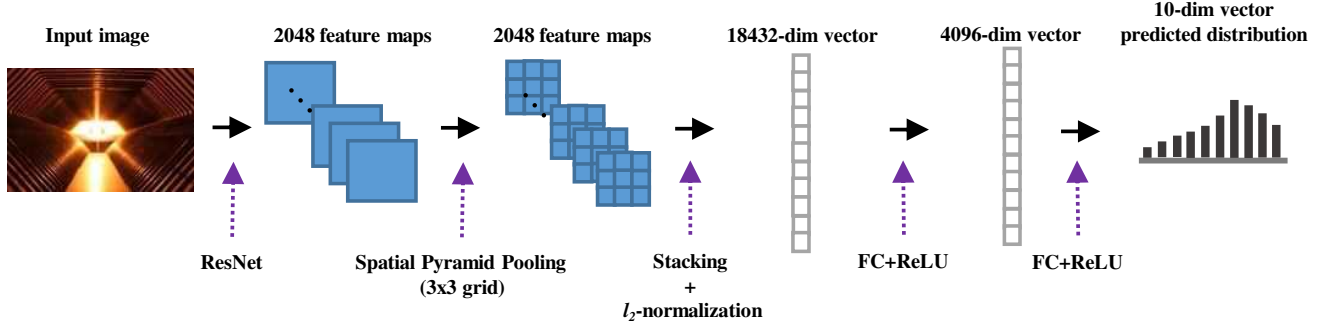 Input image
2048 feature maps
2048 feature maps
18432-dim vector
4096-dim vector
10-dim vector
predicted distribution
ResNet
Spatial Pyramid Pooling
(3x3 grid)
Stacking
+
l2-normalization
FC+ReLU
FC+ReLU